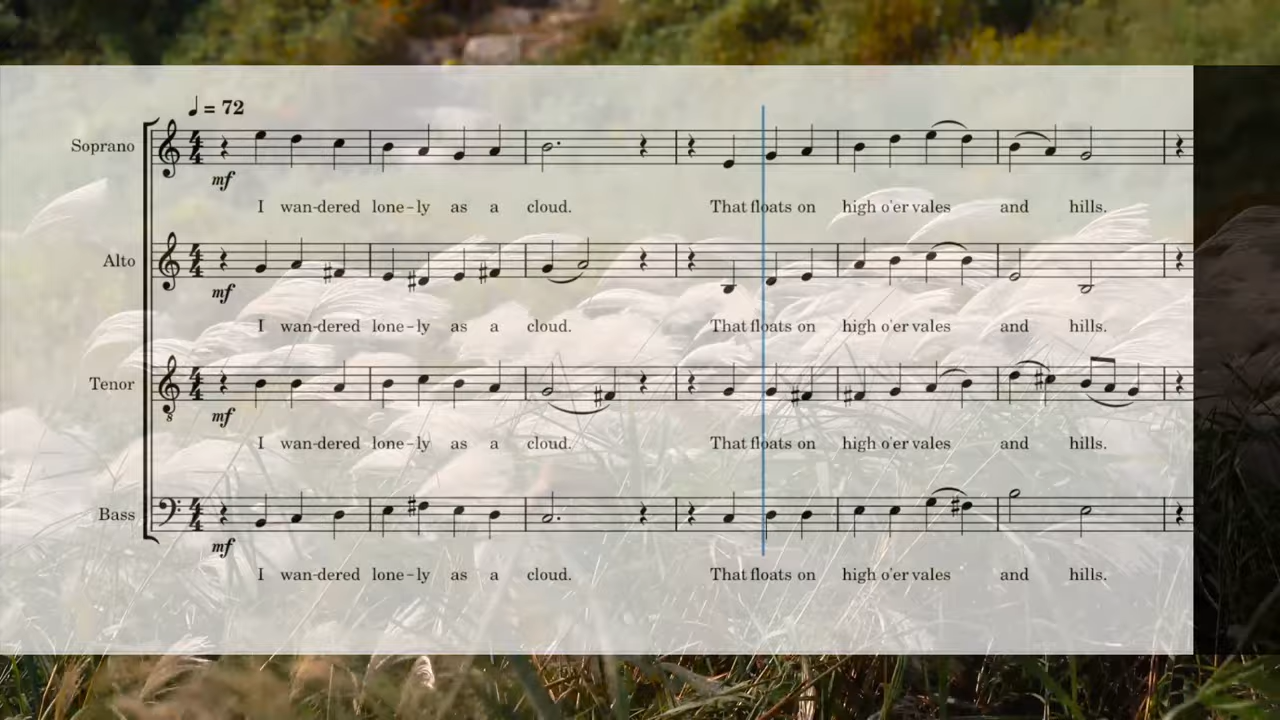 ♩ = 72
Soprano
mf
I wan-dered lone-ly as a cloud. That floats on high o'er vales and hills.
Alto
mf
I wan-dered lone-ly as a cloud. That floats on high o'er vales and hills.
Tenor
8
mf
I wan-dered lone-ly as a cloud. That floats on high o'er vales and hills.
Bass
mf
I wan-dered lone-ly as a cloud. That floats on high o'er vales and hills.